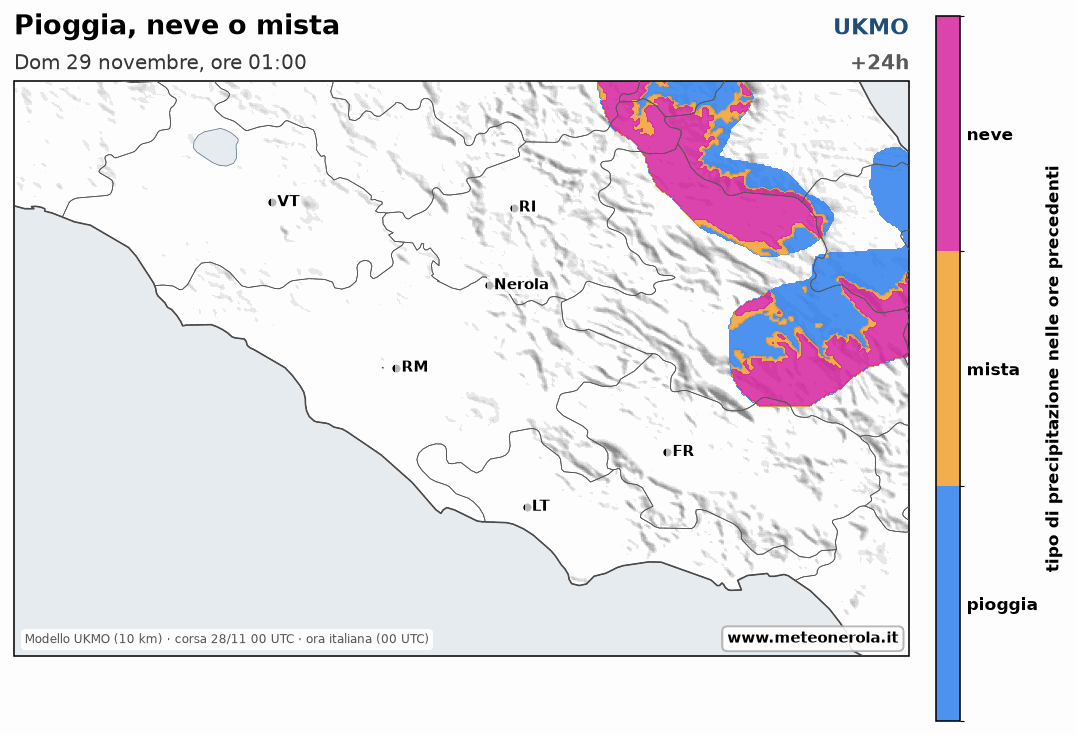 Pioggia, neve o mista
UKMO
Dom 29 novembre, ore 01:00
+24h
neve
VT
RI
Nerola
RM
mista
FR
LT
pioggia
tipo di precipitazione nelle ore precedenti
Modello UKMO (10 km) · corsa 28/11 00 UTC · ora italiana (00 UTC)
www.meteonerola.it